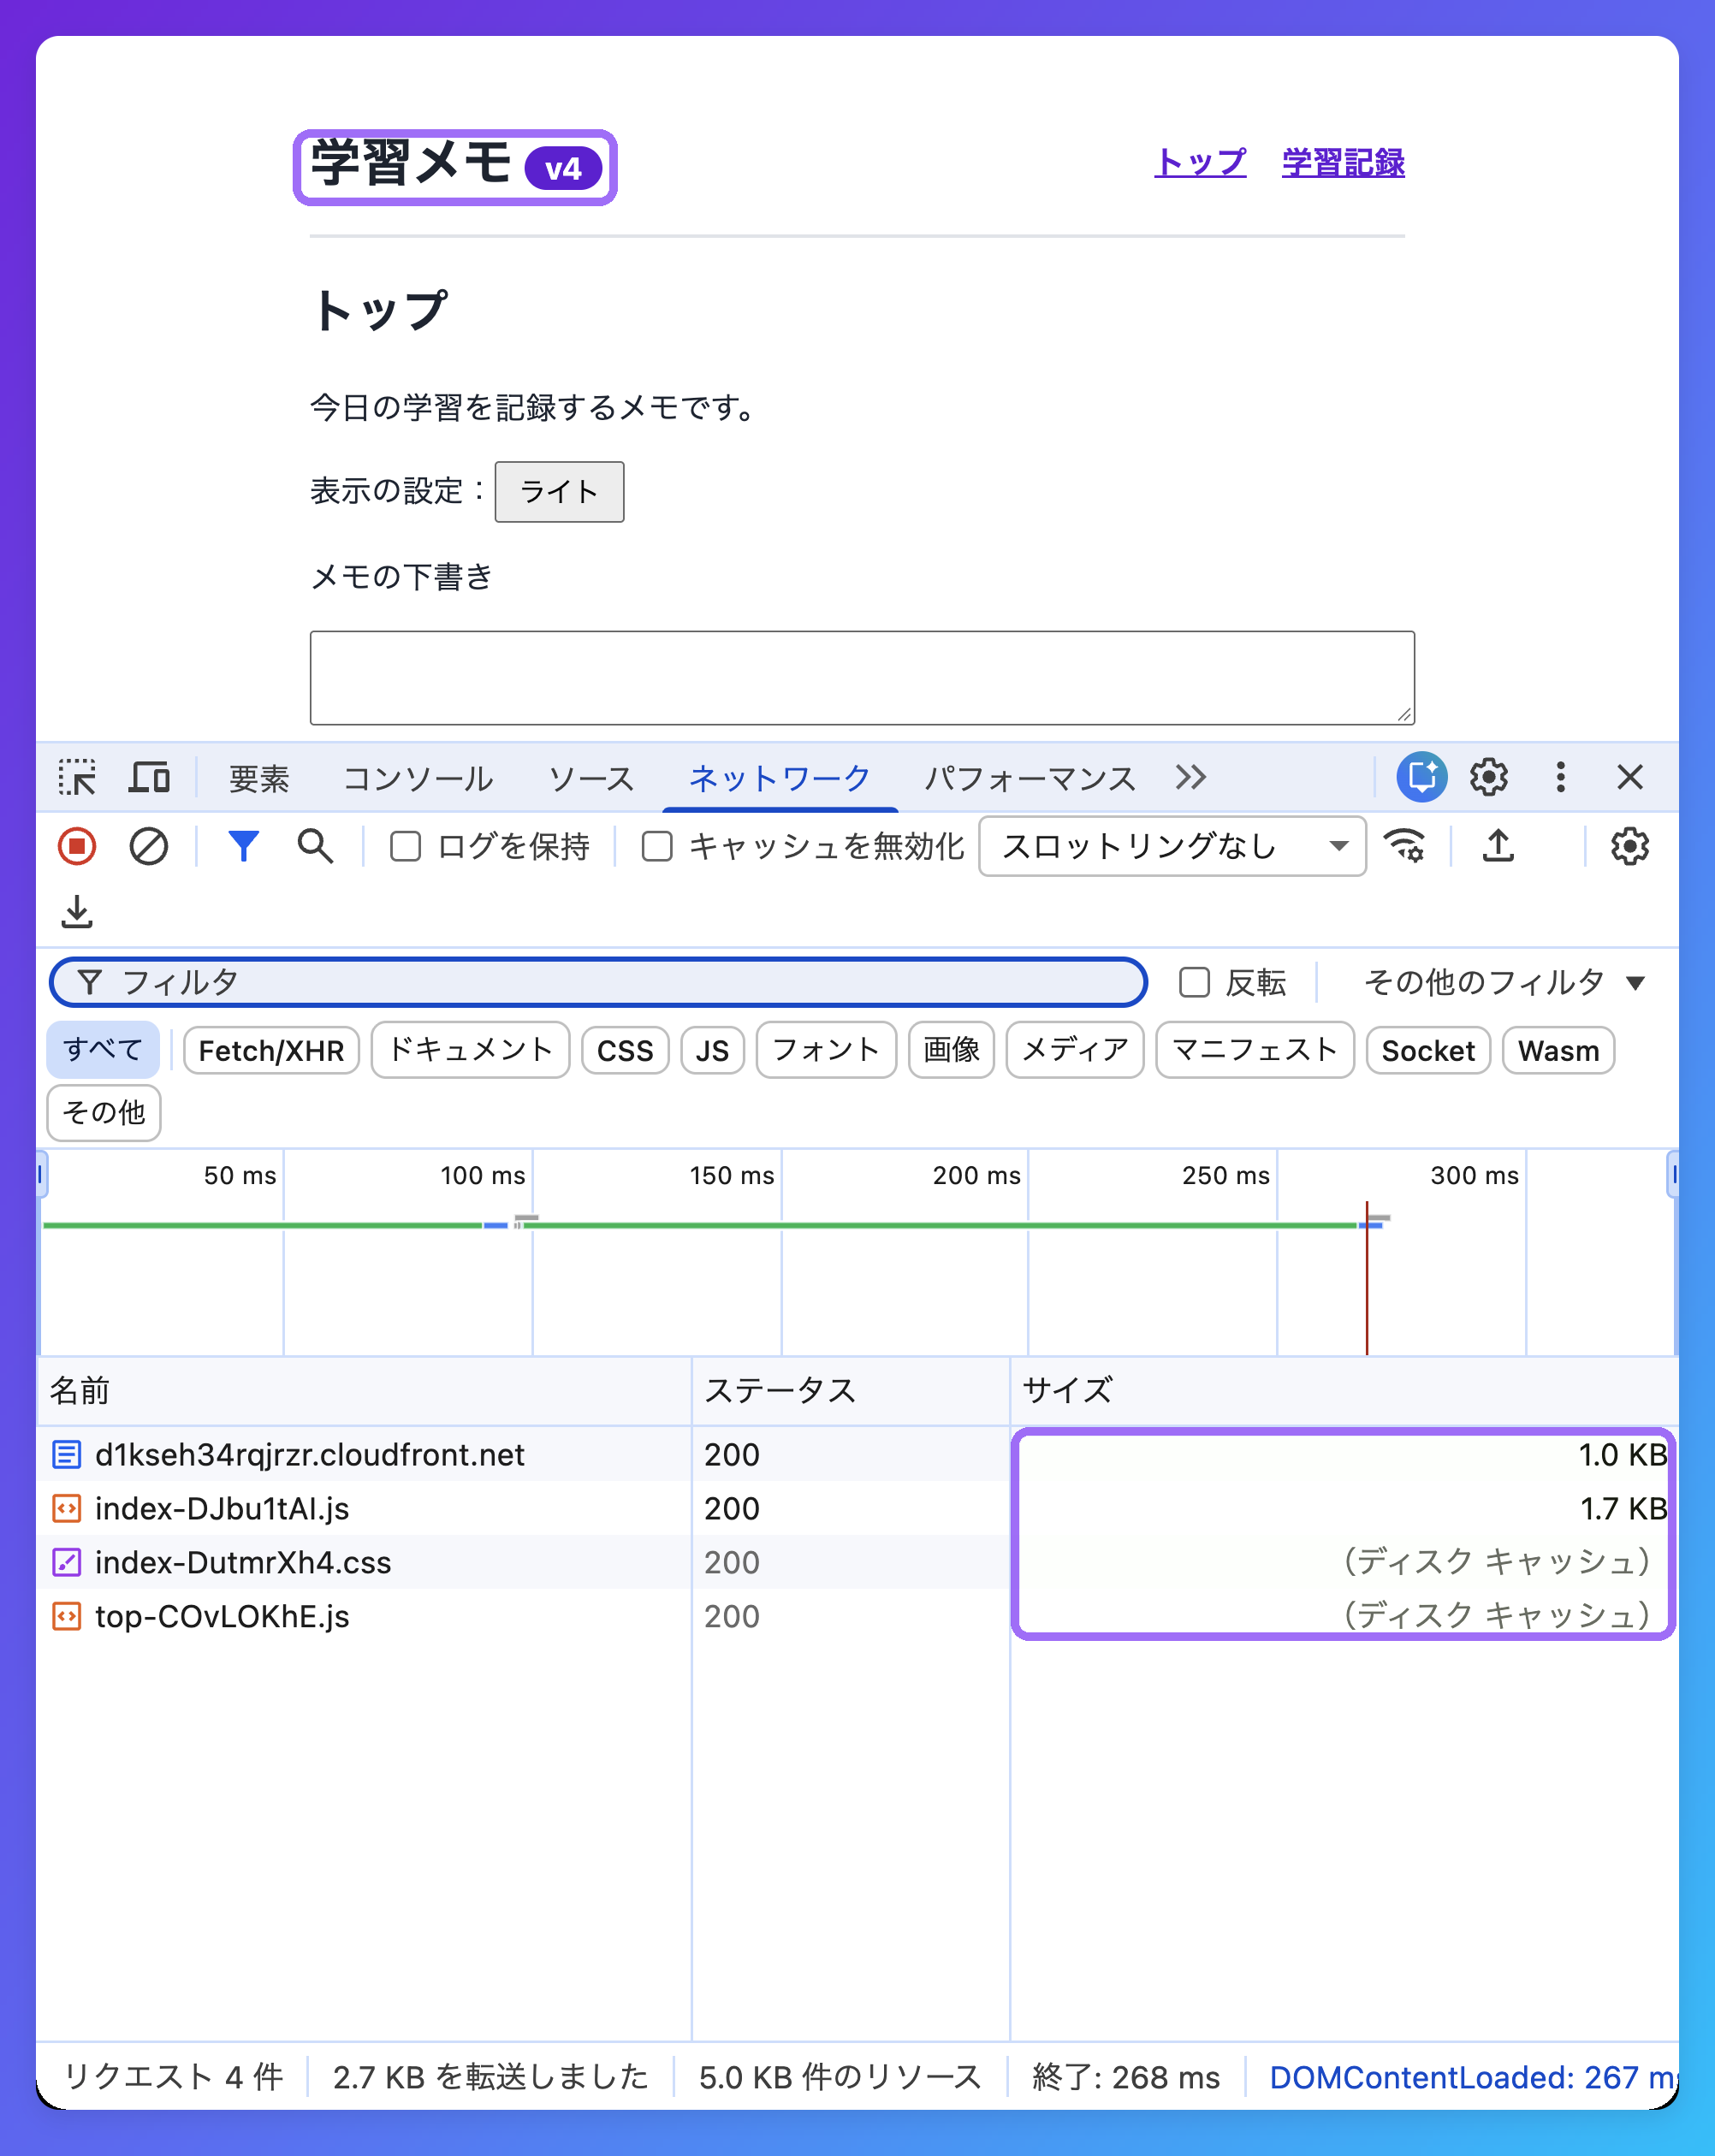 学習メモ v4 トップ 学習記録
トップ
今日の学習を記録するメモです。
表示の設定： ライト
メモの下書き
要素 コンソール ソース ネットワーク パフォーマンス
ログを保持 キャッシュを無効化 スロットリングなし
フィルタ 反転 その他のフィルタ
すべて Fetch/XHR ドキュメント CSS JS フォント 画像 メディア マニフェスト Socket Wasm
その他
50 ms 100 ms 150 ms 200 ms 250 ms 300 ms
名前 ステータス サイズ
d1kseh34rqjrzr.cloudfront.net 200 1.0 KB
index-DJbu1tAI.js 200 1.7 KB
index-DutmrXh4.css 200 （ディスク キャッシュ）
top-COvLOKhE.js 200 （ディスク キャッシュ）
リクエスト 4 件 2.7 KB を転送しました 5.0 KB 件のリソース 終了: 268 ms DOMContentLoaded: 267 ms